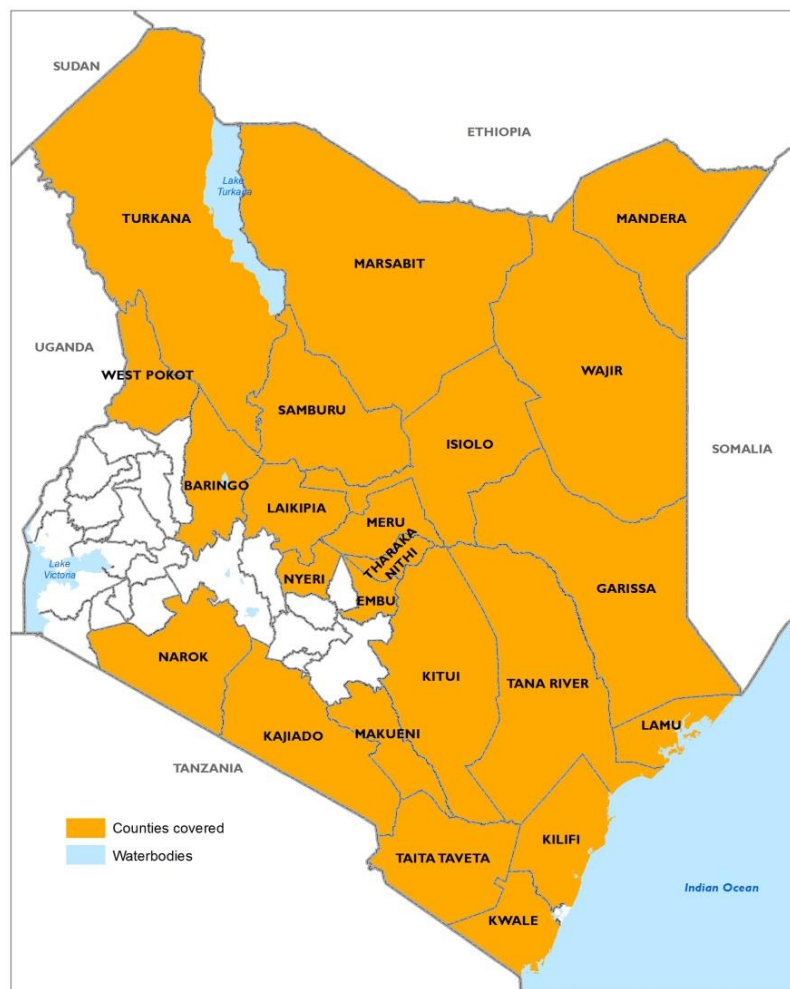 SUDAN
ETHIOPIA
Lake
Turkana
MANDERA
TURKANA
MARSABIT
UGANDA
WEST POKOT
WAJIR
SAMBURU
ISIOLO
SOMALIA
BARINGO
LAIKIPIA
MERU
THARAKA
NITHI
Lake
Victoria
NYERI
EMBU
GARISSA
NAROK
KITUI
TANA RIVER
LAMU
KAJIADO
MAKUENI
TANZANIA
Counties covered
KILIFI
Waterbodies
TAITA TAVETA
Indian Ocean
KWALE